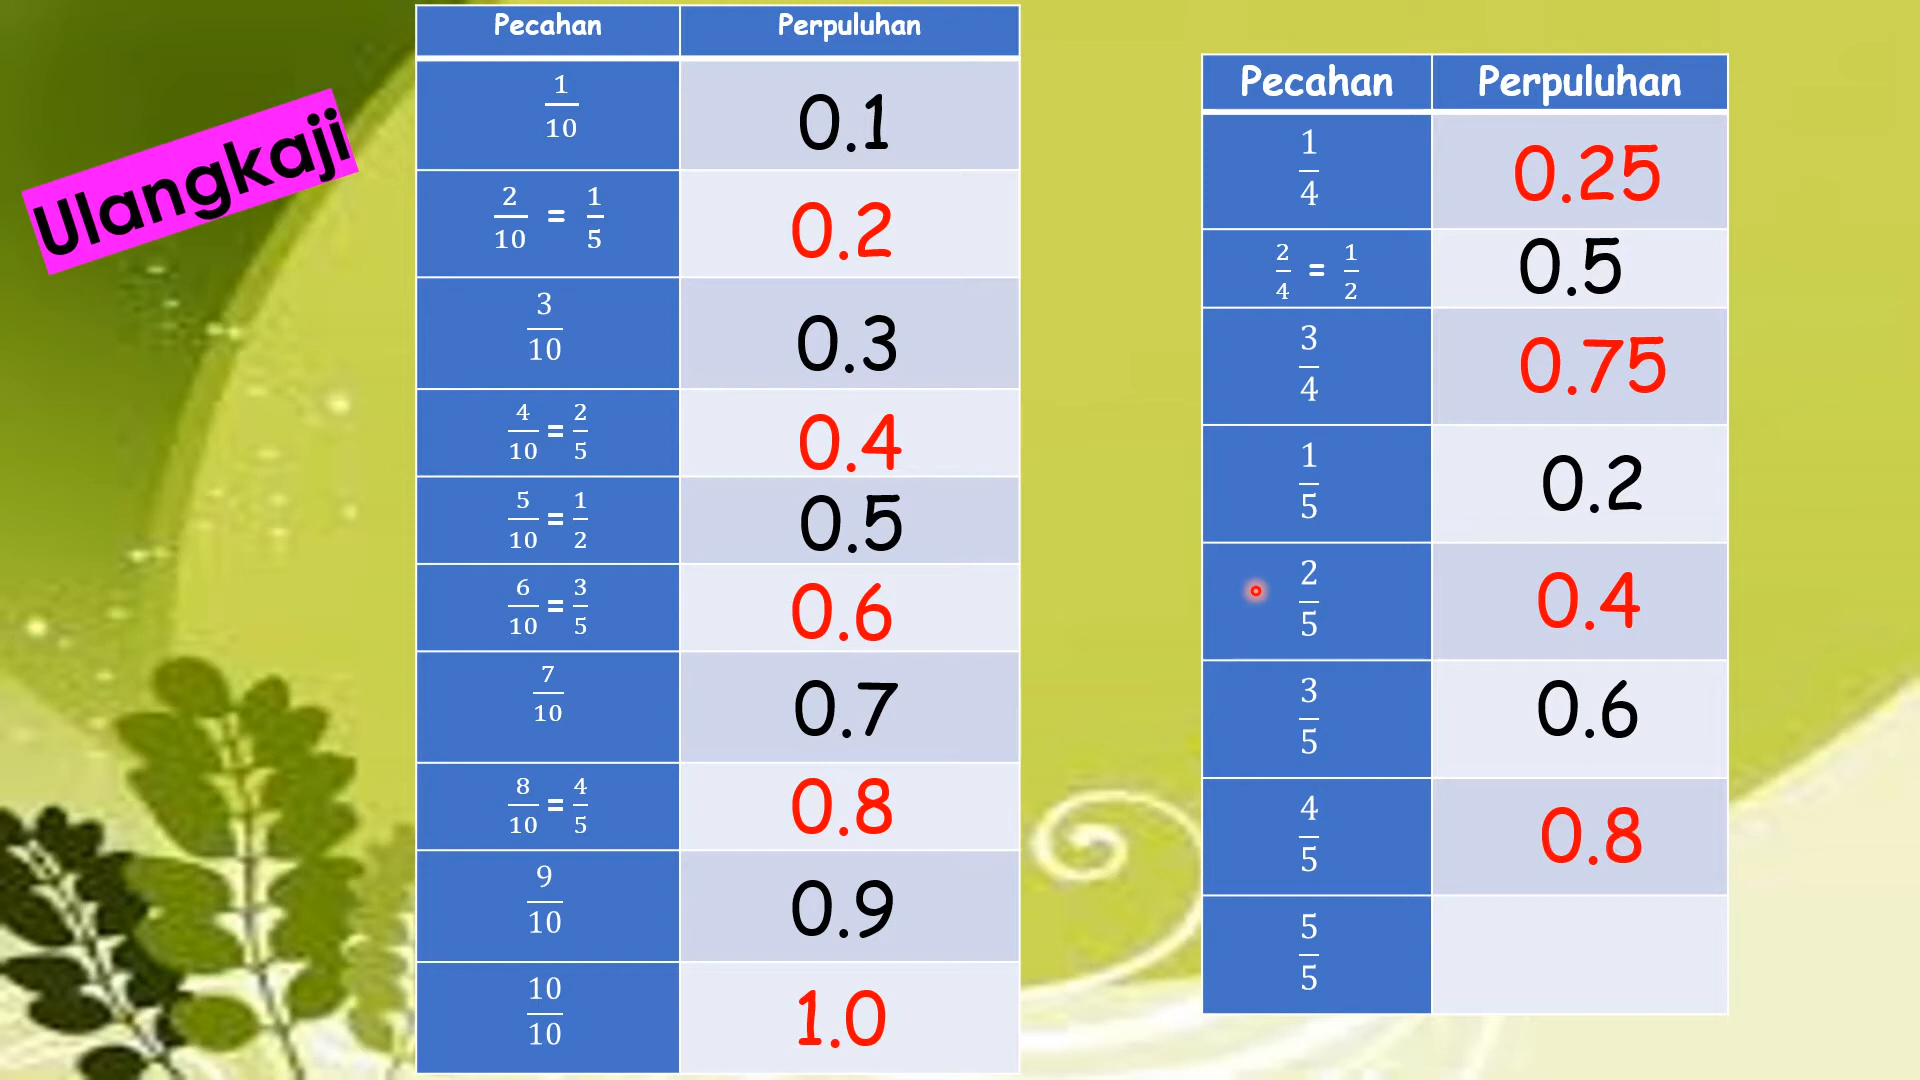 Ulangkaji
Pecahan Perpuluhan
1/10 0.1
2/10 = 1/5 0.2
3/10 0.3
4/10 = 2/5 0.4
5/10 = 1/2 0.5
6/10 = 3/5 0.6
7/10 0.7
8/10 = 4/5 0.8
9/10 0.9
10/10 1.0
Pecahan Perpuluhan
1/4 0.25
2/4 = 1/2 0.5
3/4 0.75
1/5 0.2
2/5 0.4
3/5 0.6
4/5 0.8
5/5